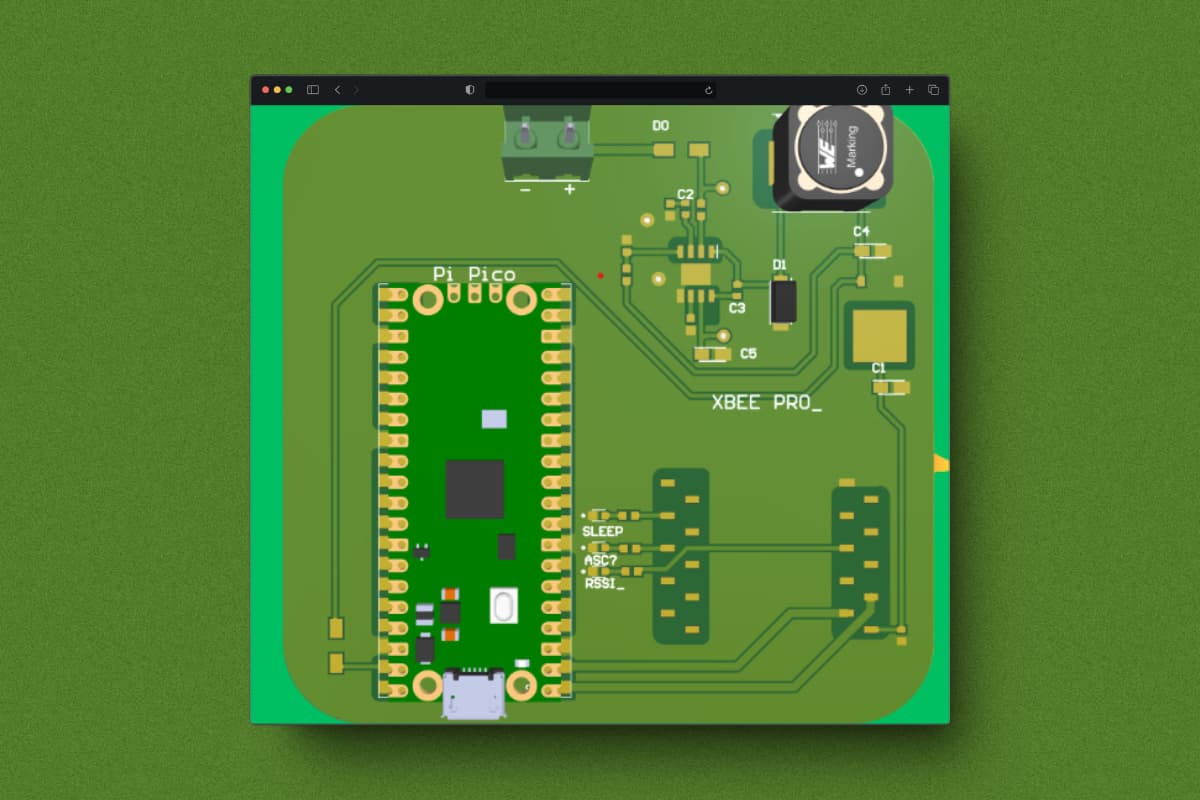 D0
WE
Marking
− +
C2
C4
D1
Pi Pico
C3
C5
C1
XBEE PRO_
SLEEP
ASC?
RSSI_